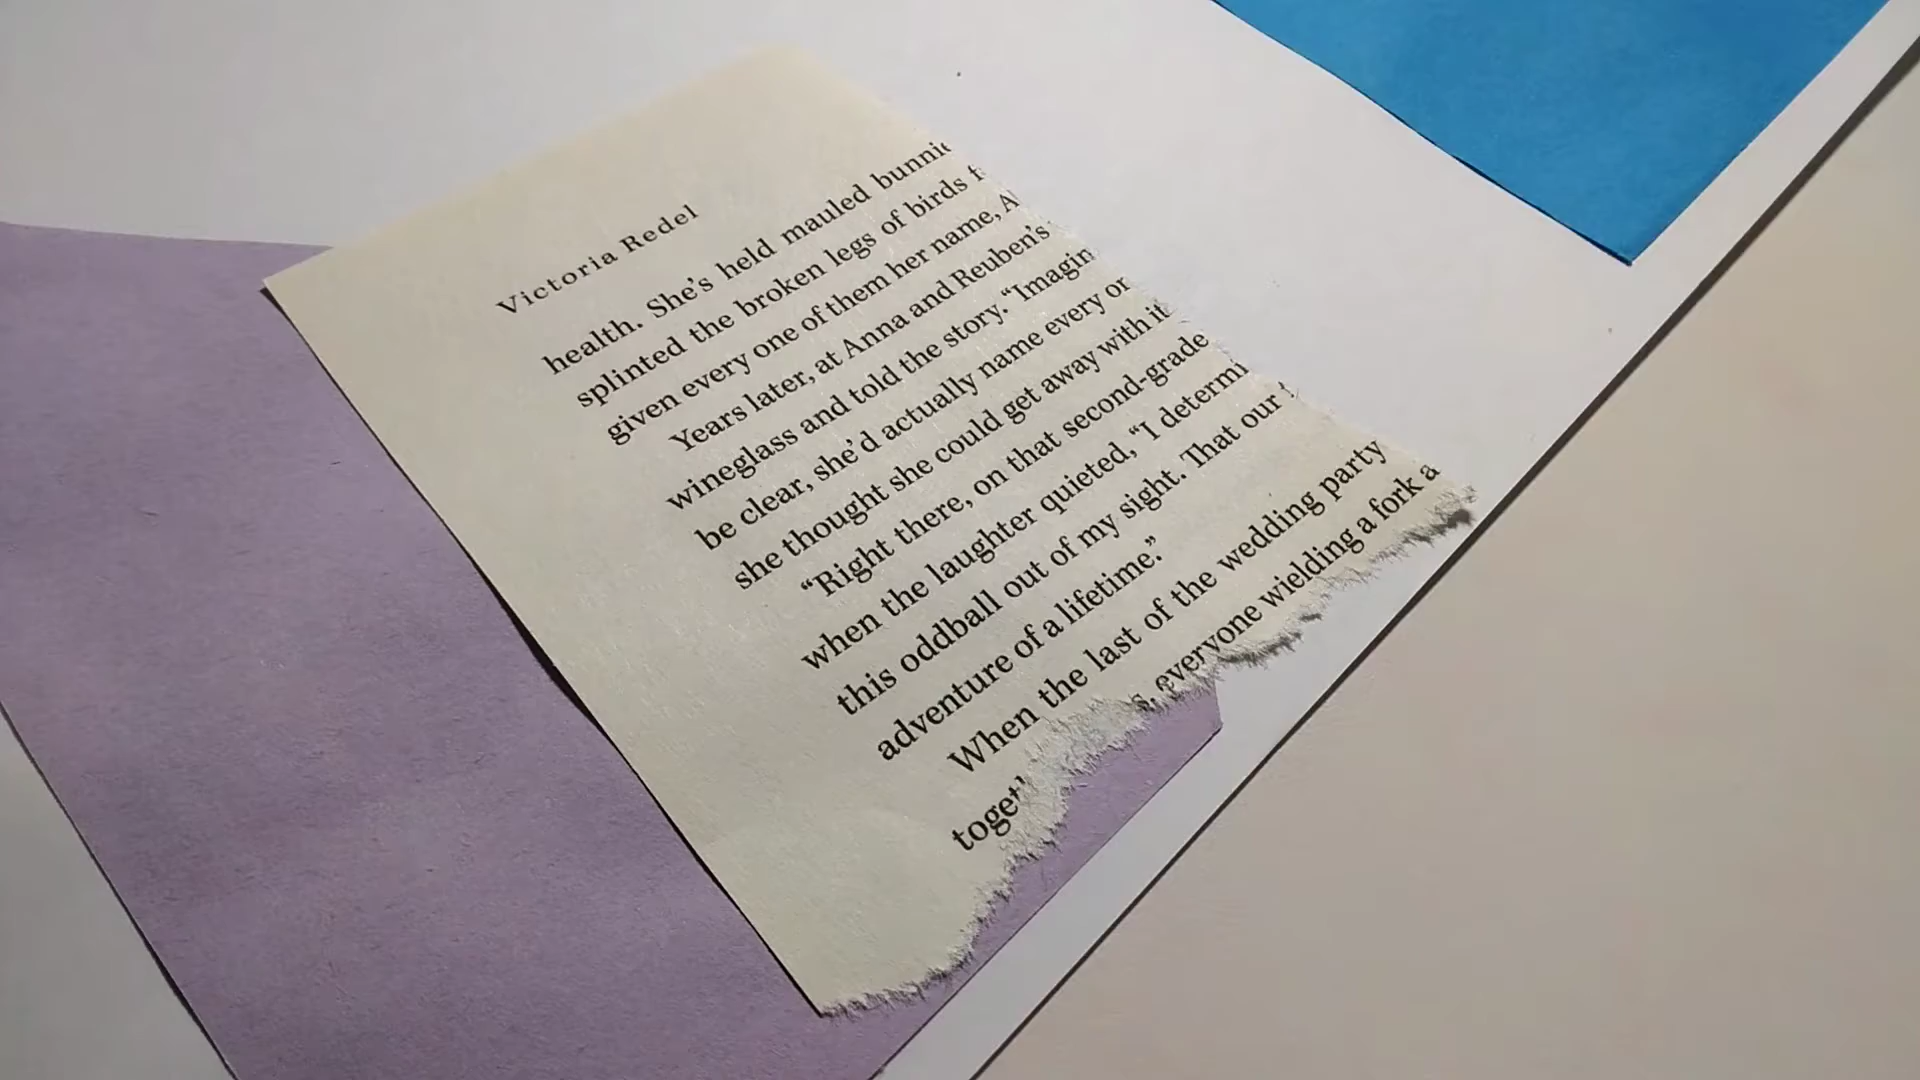 Victoria Redel
health. She's held mauled bunnie
splinted the broken legs of birds f
given every one of them her name, A
Years later, at Anna and Reuben's
wineglass and told the story. “Imagin
be clear, she'd actually name every or
she thought she could get away with it
“Right there, on that second-grade
when the laughter quieted, “I determi
this oddball out of my sight. That our
adventure of a lifetime.”
When the last of the wedding party
toget s, everyone wielding a fork a